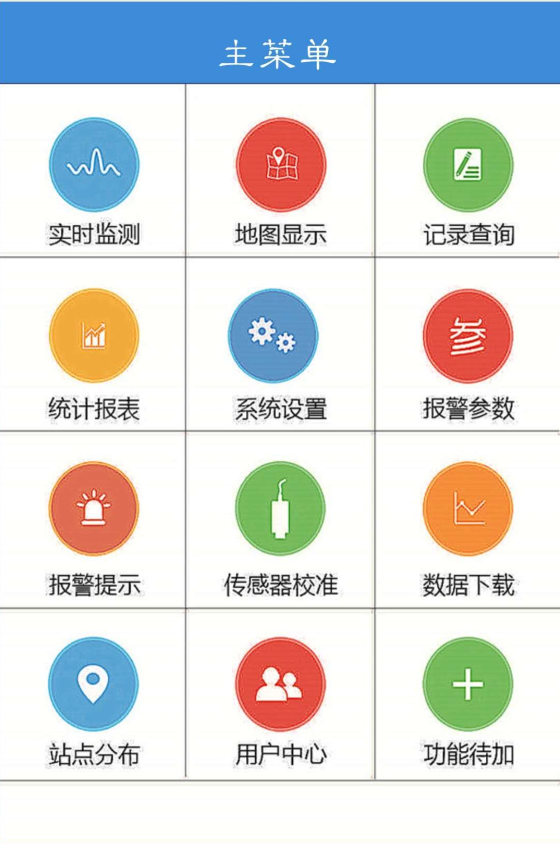 主菜单
实时监测
地图显示
记录查询
统计报表
系统设置
参
报警参数
报警提示
传感器校准
数据下载
站点分布
用户中心
功能待加